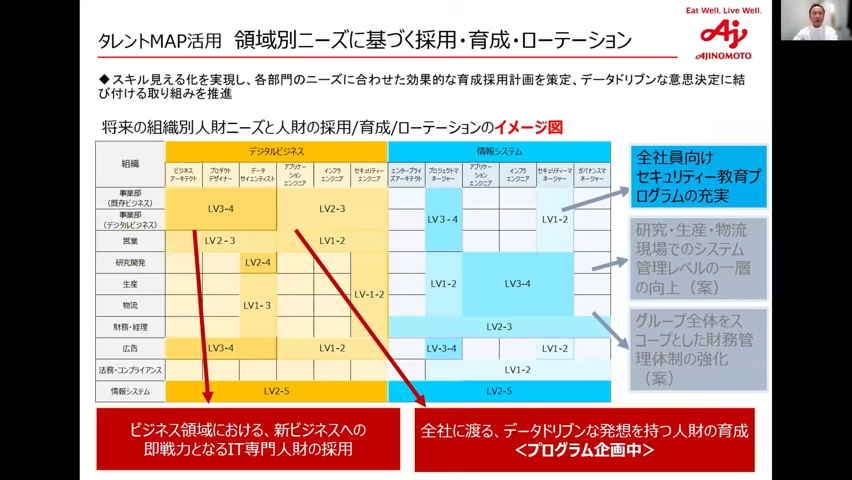 Eat Well, Live Well.
AJINOMOTO
タレントMAP活用 領域別ニーズに基づく採用・育成・ローテーション
◆スキル見える化を実現し、各部門のニーズに合わせた効果的な育成採用計画を策定、データドリブンな意思決定に結
び付ける取り組みを推進
将来の組織別人財ニーズと人財の採用/育成/ローテーションのイメージ図
組織
デジタルビジネス
情報システム
ビジネス
アーキテクト
プロダクト
デザイナー
データ
サイエンティスト
アプリケー
ション
エンジニア
インフラ
エンジニア
セキュリティー
エンジニア
エンタープラ
イズアーキテクト
プロジェクトマ
ネージャー
アプリケー
ション
エンジニア
インフラ
エンジニア
セキュリティーマ
ネージャー
ガバナンスマ
ネージャー
事業部
(既存ビジネス)
事業部
(デジタルビジネス)
LV3-4
LV2-3
LV3-4
LV1-2
営業
LV2-3
LV1-2
研究開発
LV2-4
生産
物流
LV1-3
LV-1-2
LV1-2
LV3-4
財務・経理
LV2-3
広告
LV3-4
LV1-2
LV-3-4
LV1-2
法務・コンプライアンス
LV1-2
情報システム
LV2-5
LV2-5
全社員向け
セキュリティー教育プ
ログラムの充実
研究・生産・物流
現場でのシステム
管理レベルの一層
の向上(案)
グループ全体をス
コープとした財務管
理体制の強化
(案)
ビジネス領域における、新ビジネスへの
即戦力となるIT専門人財の採用
全社に渡る、データドリブンな発想を持つ人財の育成
<プログラム企画中>